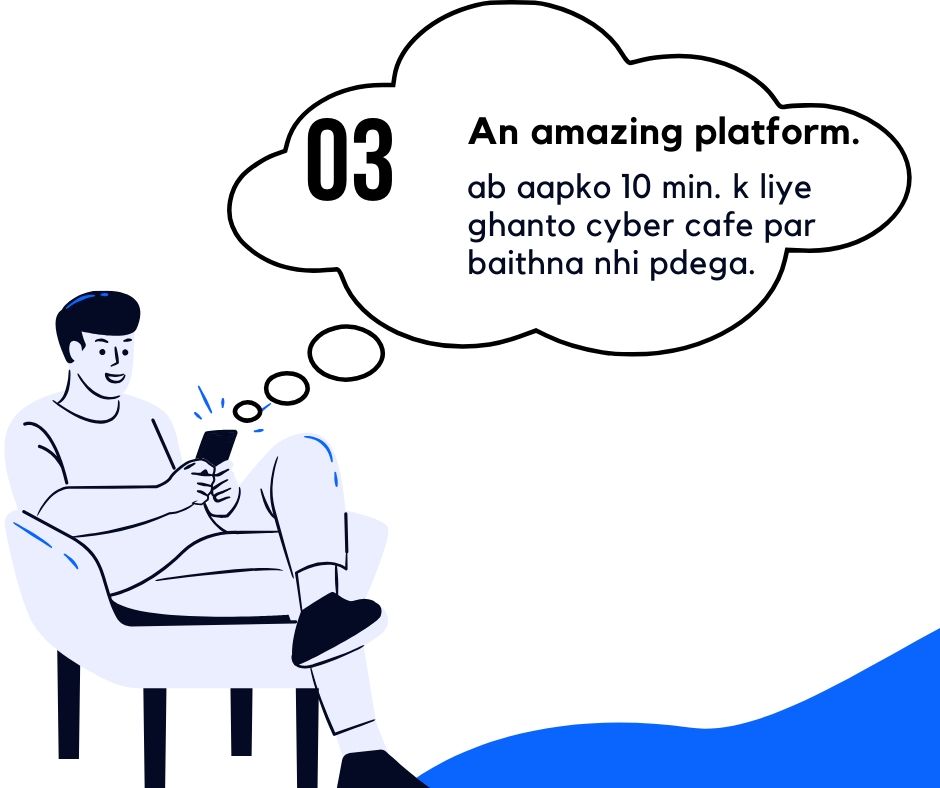 03
An amazing platform.
ab aapko 10 min. k liye
ghanto cyber cafe par
baithna nhi pdega.